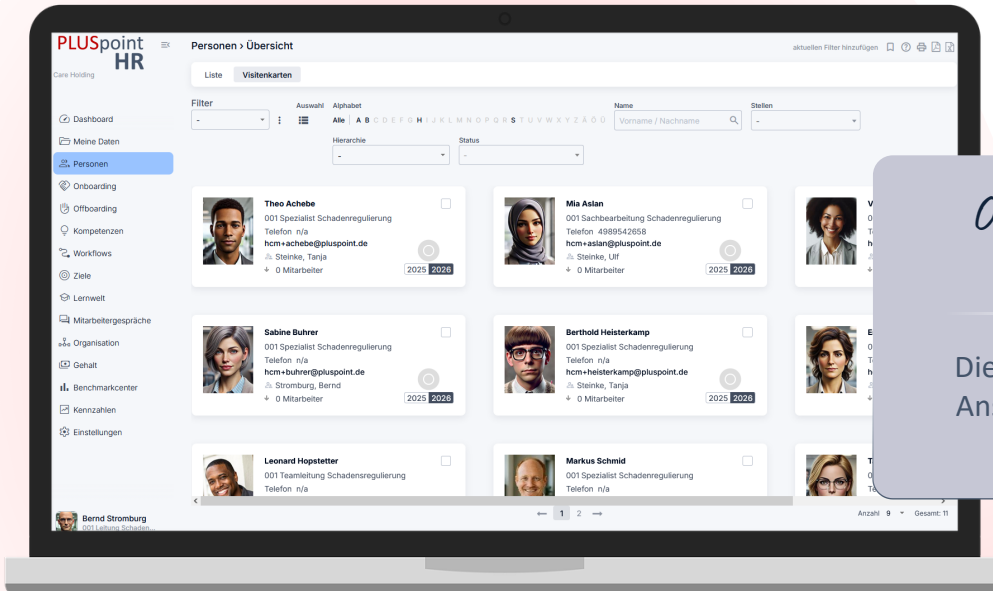 PLUSpoint
HR
Care Holding
Dashboard
Meine Daten
Personen
Onboarding
Offboarding
Kompetenzen
Workflows
Ziele
Lernwelt
Mitarbeitergespräche
Organisation
Gehalt
Benchmarkcenter
Kennzahlen
Einstellungen
Bernd Stromburg
001 Leitung Schaden...
Personen › Übersicht
aktuellen Filter hinzufügen
Liste Visitenkarten
Filter
-
Auswahl
Alphabet
Alle A B C D E F G H I J K L M N O P Q R S T U V W X Y Z Ä Ö Ü
Name
Vorname / Nachname
Stellen
-
Hierarchie
-
Status
-
Theo Achebe
001 Spezialist Schadenregulierung
Telefon n/a
hcm+achebe@pluspoint.de
Steinke, Tanja
0 Mitarbeiter
2025 2026
Mia Aslan
001 Sachbearbeitung Schadenregulierung
Telefon 4989542658
hcm+aslan@pluspoint.de
Steinke, Ulf
0 Mitarbeiter
2025 2026
Sabine Buhrer
001 Spezialist Schadenregulierung
Telefon n/a
hcm+buhrer@pluspoint.de
Stromburg, Bernd
0 Mitarbeiter
2025 2026
Berthold Heisterkamp
001 Spezialist Schadenregulierung
Telefon n/a
hcm+heisterkamp@pluspoint.de
Steinke, Tanja
0 Mitarbeiter
2025 2026
Leonard Hopstetter
001 Teamleitung Schadensregulierung
Telefon n/a
Markus Schmid
001 Spezialist Schadenregulierung
Telefon n/a
1 2
Anzahl 9 Gesamt: 11
Die